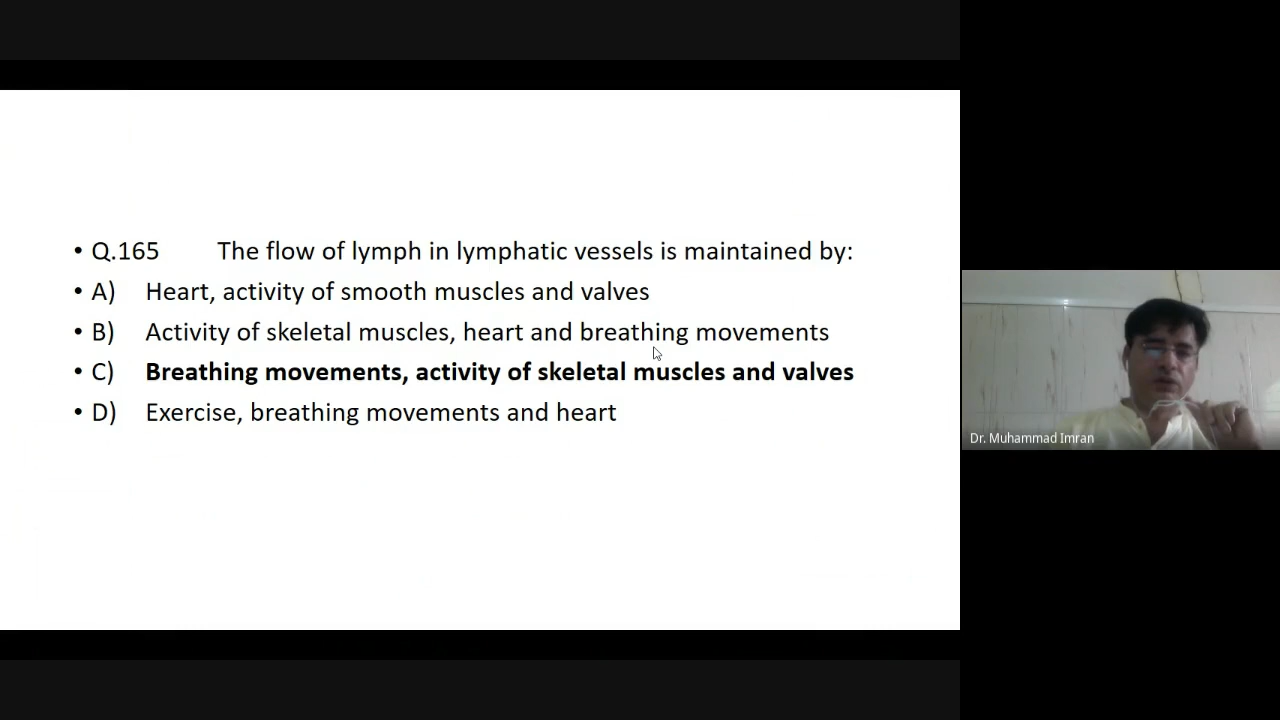 • Q.165 The flow of lymph in lymphatic vessels is maintained by:
• A) Heart, activity of smooth muscles and valves
• B) Activity of skeletal muscles, heart and breathing movements
• C) Breathing movements, activity of skeletal muscles and valves
• D) Exercise, breathing movements and heart
Dr. Muhammad Imran